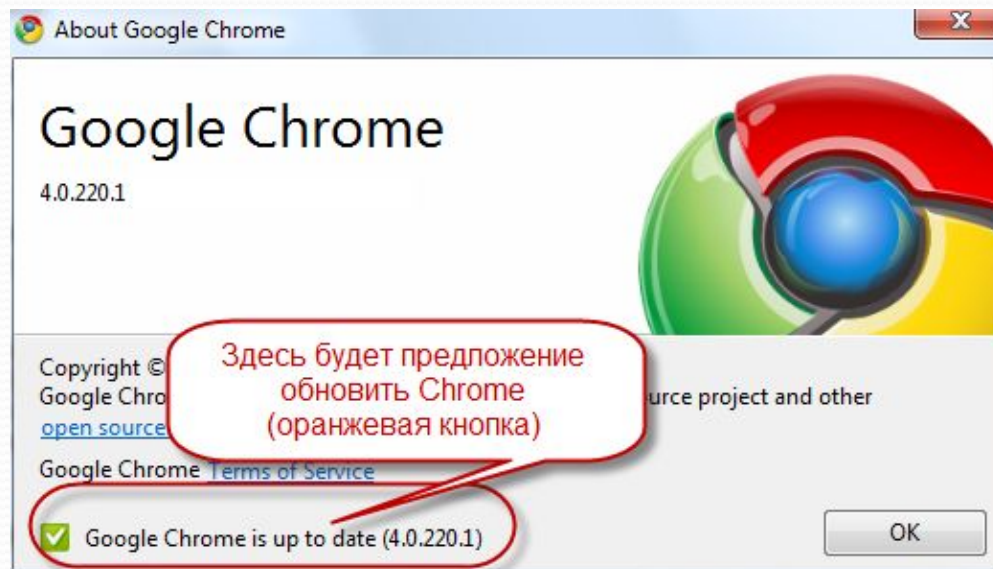 About Google Chrome
Google Chrome
4.0.220.1
Здесь будет предложение
обновить Chrome
(оранжевая кнопка)
Copyright ©
Google Chro urce project and other
open source
Google Chrome Terms of Service
Google Chrome is up to date (4.0.220.1)
OK